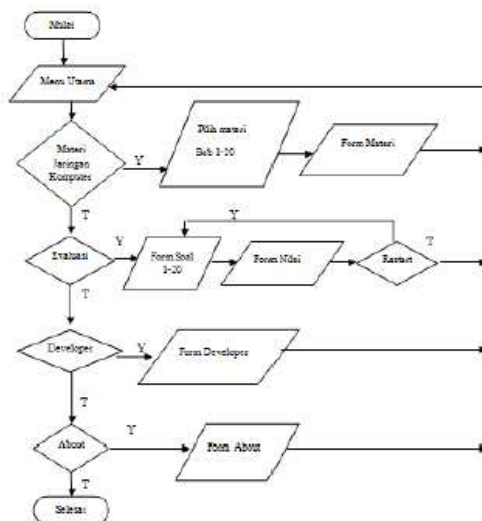 Mulai
Menu Utama
Materi
Jaringan
Komputer
Y
Pilih materi
Bab 1-10
Form Materi
T
Y
Evaluasi
Y
Form Soal
1-20
Form Nilai
Restart
T
T
Developer
Y
Form Developer
T
About
Y
Form About
T
Selesai